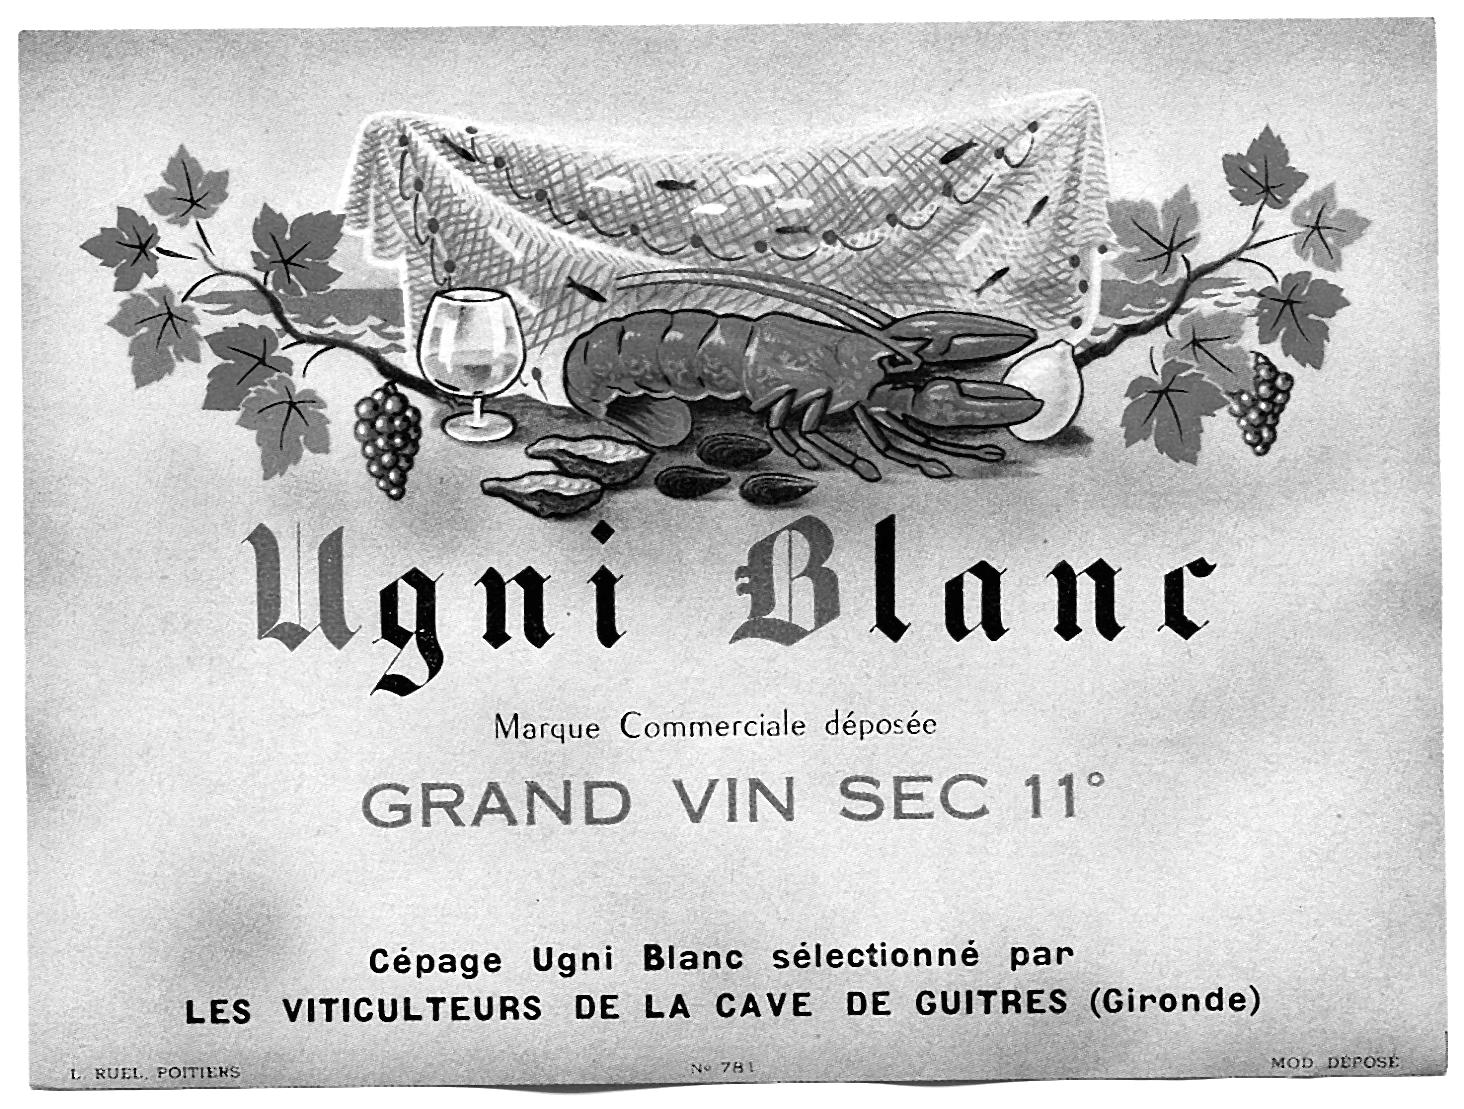 Ugni Blanc
Marque Commerciale déposée
GRAND VIN SEC 11°
Cépage Ugni Blanc sélectionné par
LES VITICULTEURS DE LA CAVE DE GUITRES (Gironde)
L. RUEL, POITIERS
No 781
MOD DÉPOSÉ